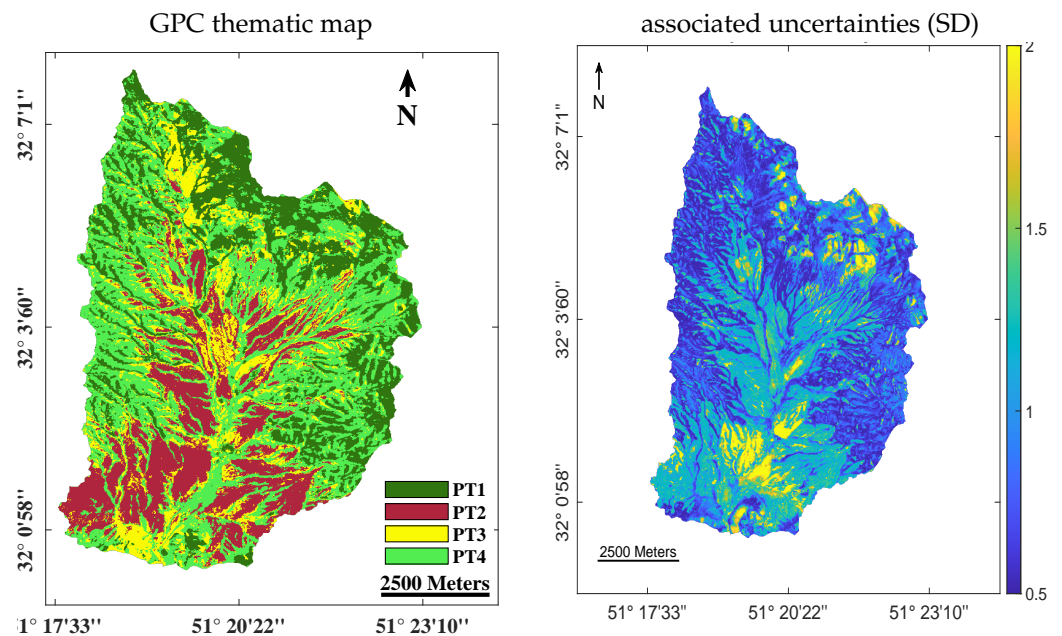 GPC thematic map
associated uncertainties (SD)
N
32° 7'1"
32° 3'60"
32° 0'58"
PT1
PT2
PT3
PT4
2500 Meters
51° 17'33" 51° 20'22" 51° 23'10"
N
32° 7'1"
32° 3'60"
32° 0'58"
2500 Meters
51° 17'33" 51° 20'22" 51° 23'10"
2
1.5
1
0.5